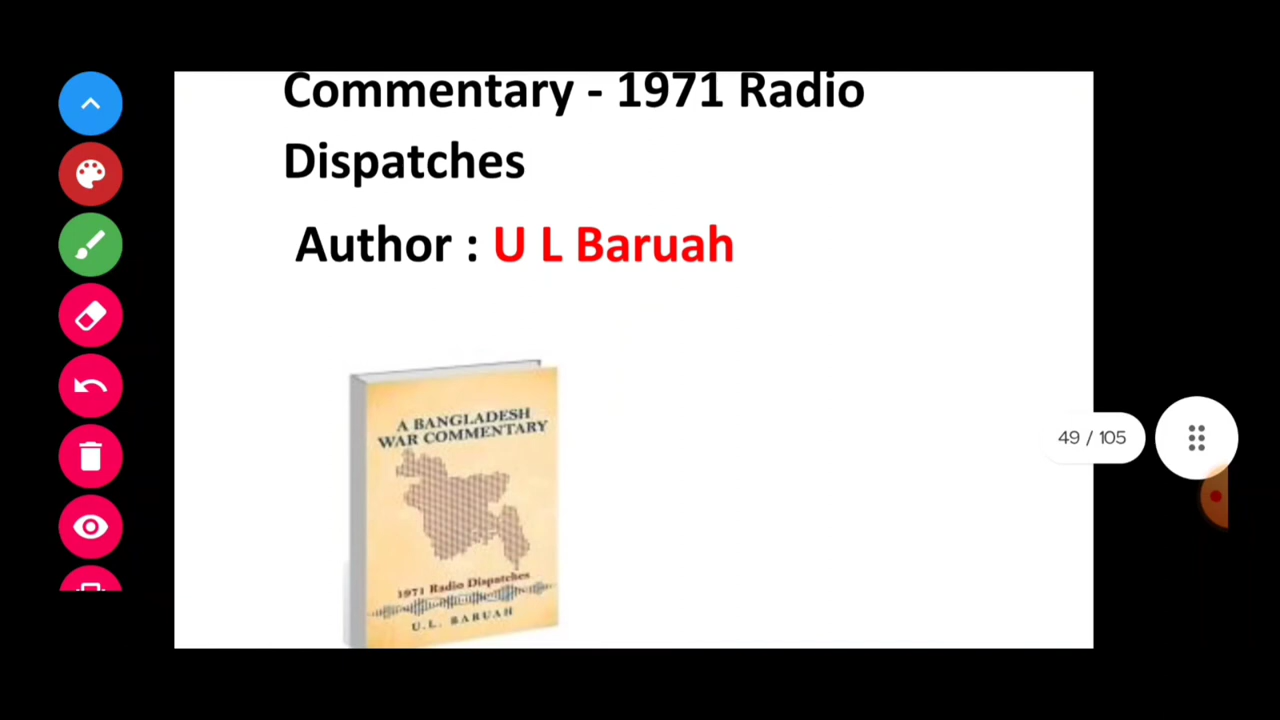 Commentary - 1971 Radio
Dispatches
Author : U L Baruah
A BANGLADESH
WAR COMMENTARY
1971 Radio Dispatches
U.L. BARUAH
49 / 105